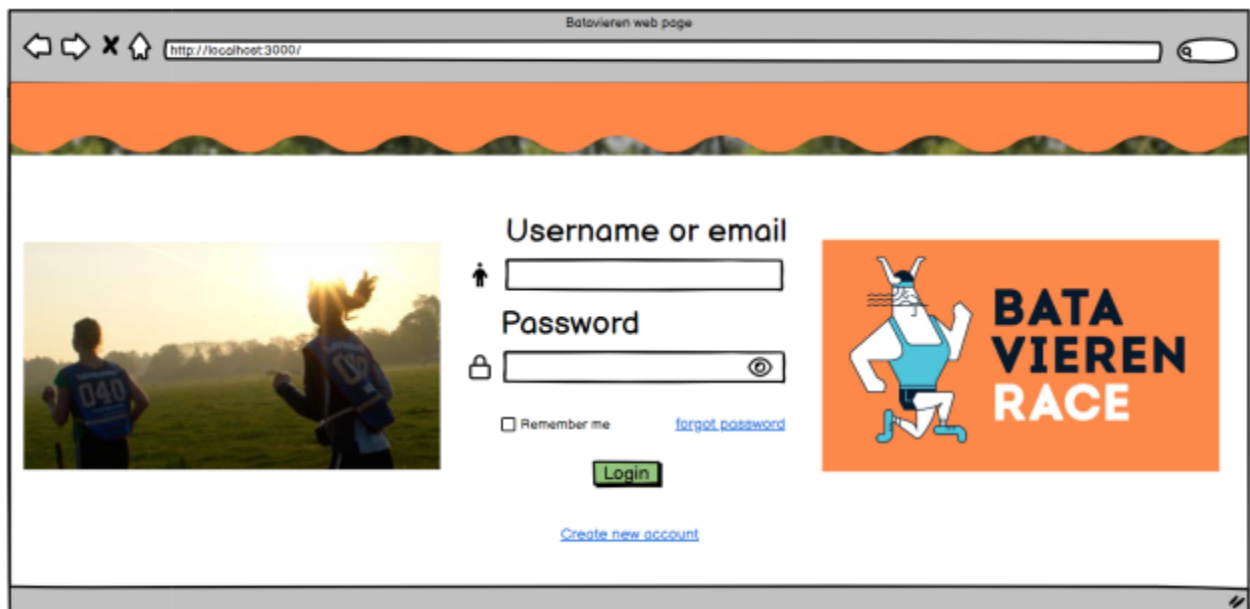 Batavieren web page
http://localhost:3000/
Username or email
Password
Remember me
forgot password
Login
Create new account
040
BATA
VIEREN
RACE